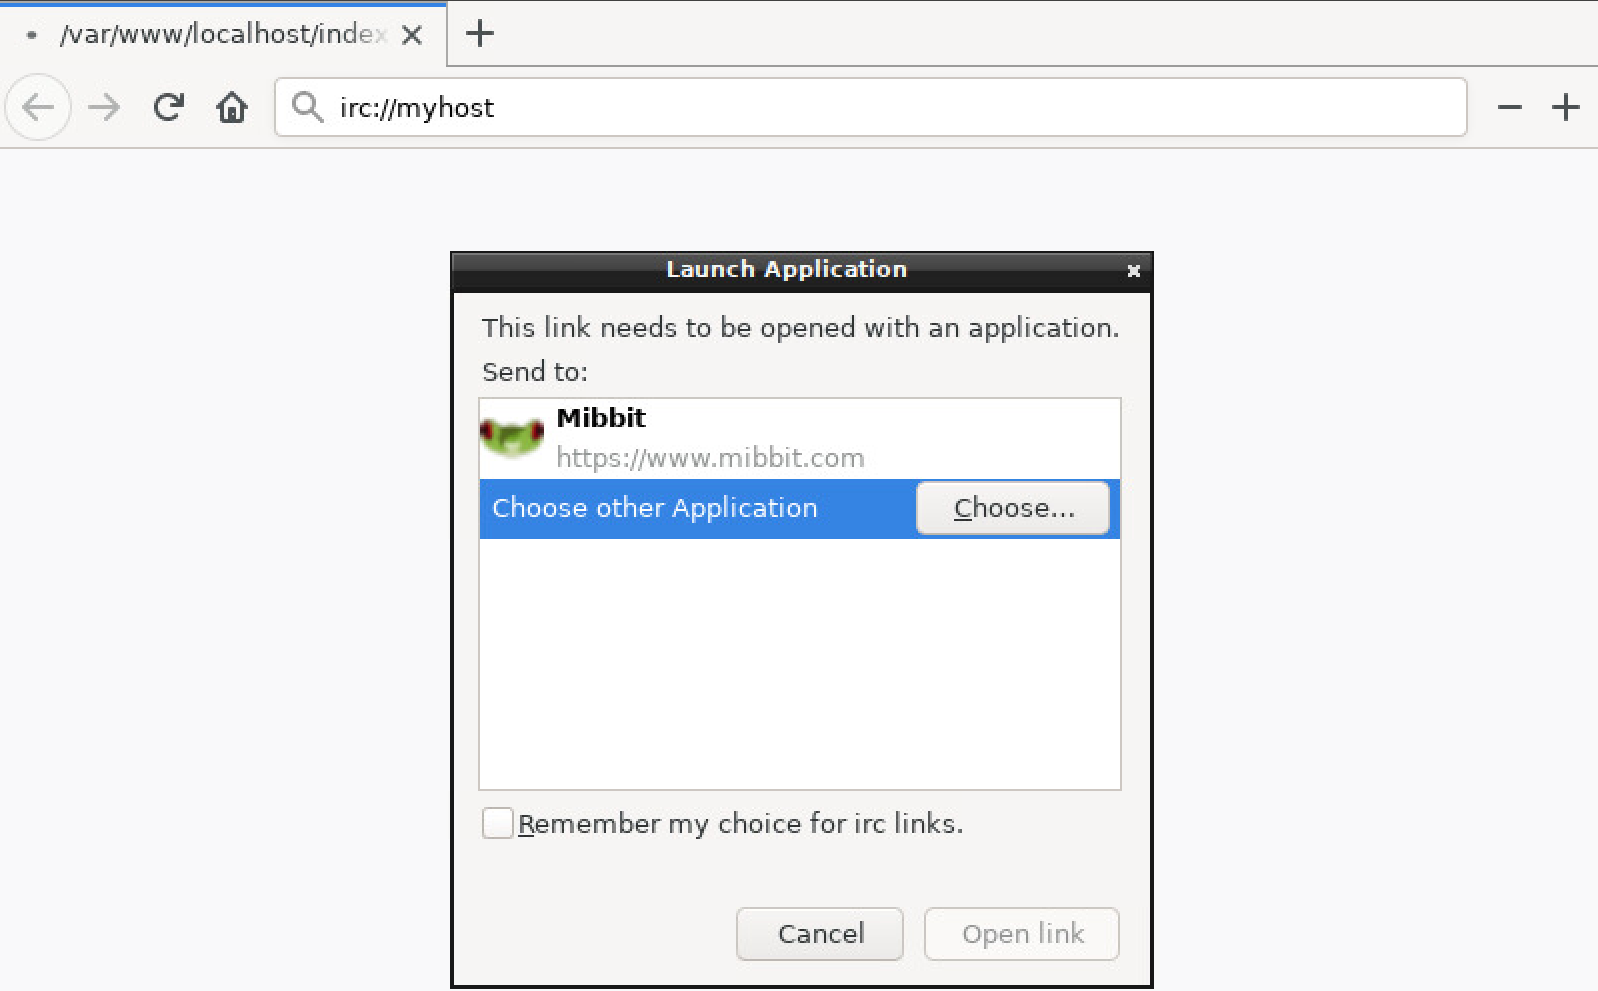 /var/www/localhost/index
irc://myhost
Launch Application
This link needs to be opened with an application.
Send to:
Mibbit
https://www.mibbit.com
Choose other Application
Choose...
Remember my choice for irc links.
Cancel
Open link